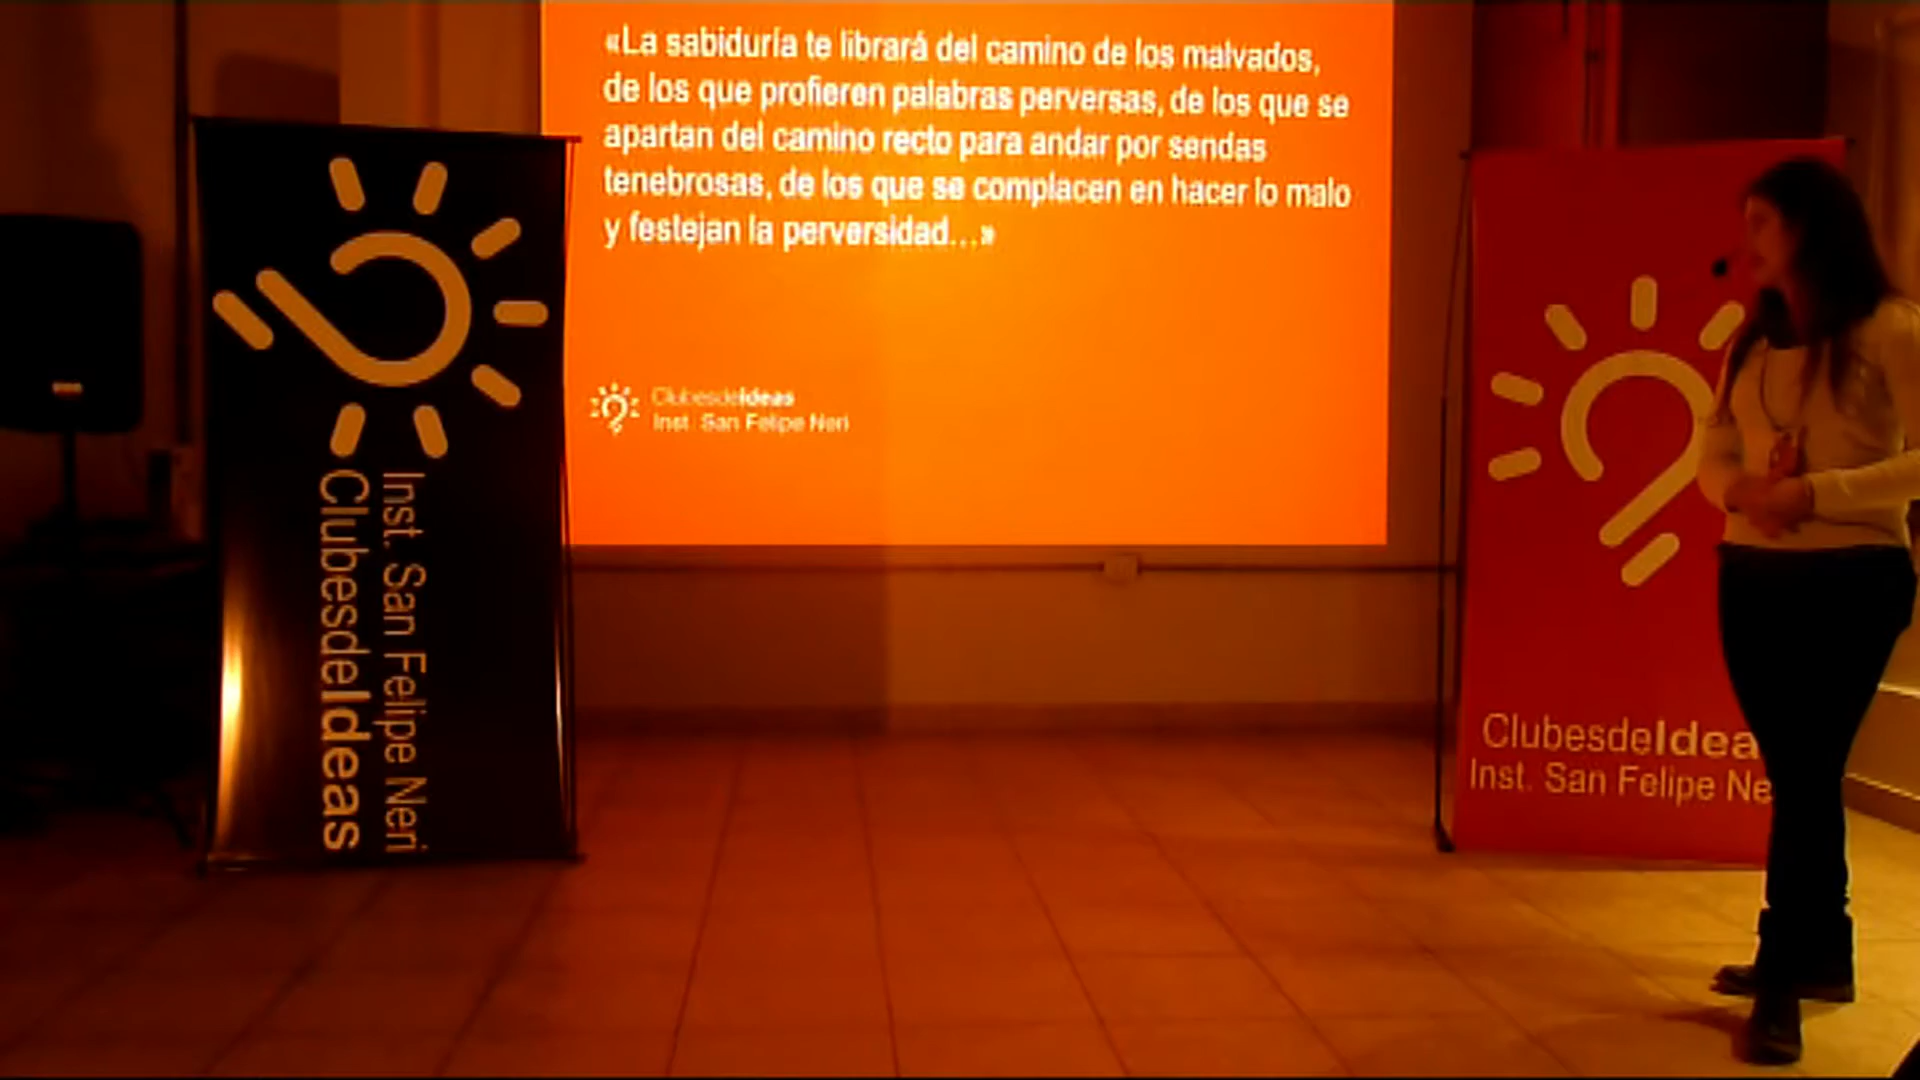 «La sabiduría te librará del camino de los malvados,
de los que profieren palabras perversas, de los que se
apartan del camino recto para andar por sendas
tenebrosas, de los que se complacen en hacer lo malo
y festejan la perversidad...»
ClubesdeIdeas
Inst. San Felipe Neri
Inst. San Felipe Neri
ClubesdeIdeas
ClubesdeIdea
Inst. San Felipe Ne